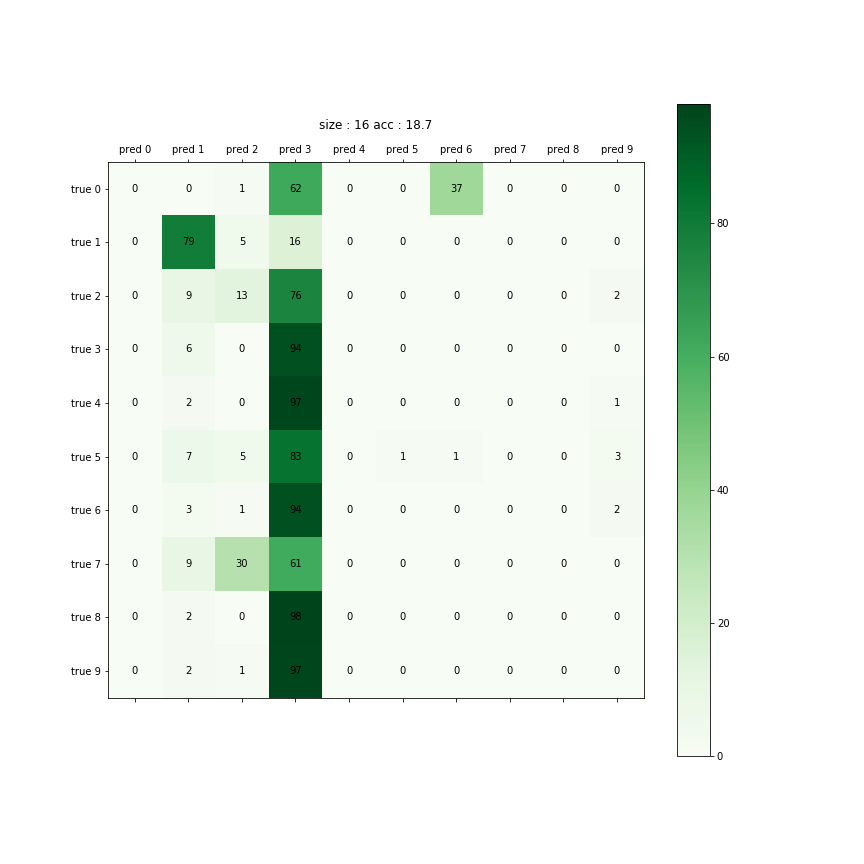 size : 16 acc : 18.7
pred 0 pred 1 pred 2 pred 3 pred 4 pred 5 pred 6 pred 7 pred 8 pred 9
true 0 0 0 1 62 0 0 37 0 0 0
true 1 0 79 5 16 0 0 0 0 0 0
80
true 2 0 9 13 76 0 0 0 0 0 2
true 3 0 6 0 94 0 0 0 0 0 0
60
true 4 0 2 0 97 0 0 0 0 0 1
true 5 0 7 5 83 0 1 1 0 0 3
40
true 6 0 3 1 94 0 0 0 0 0 2
true 7 0 9 30 61 0 0 0 0 0 0
true 8 0 2 0 98 0 0 0 0 0 0
20
true 9 0 2 1 97 0 0 0 0 0 0
0